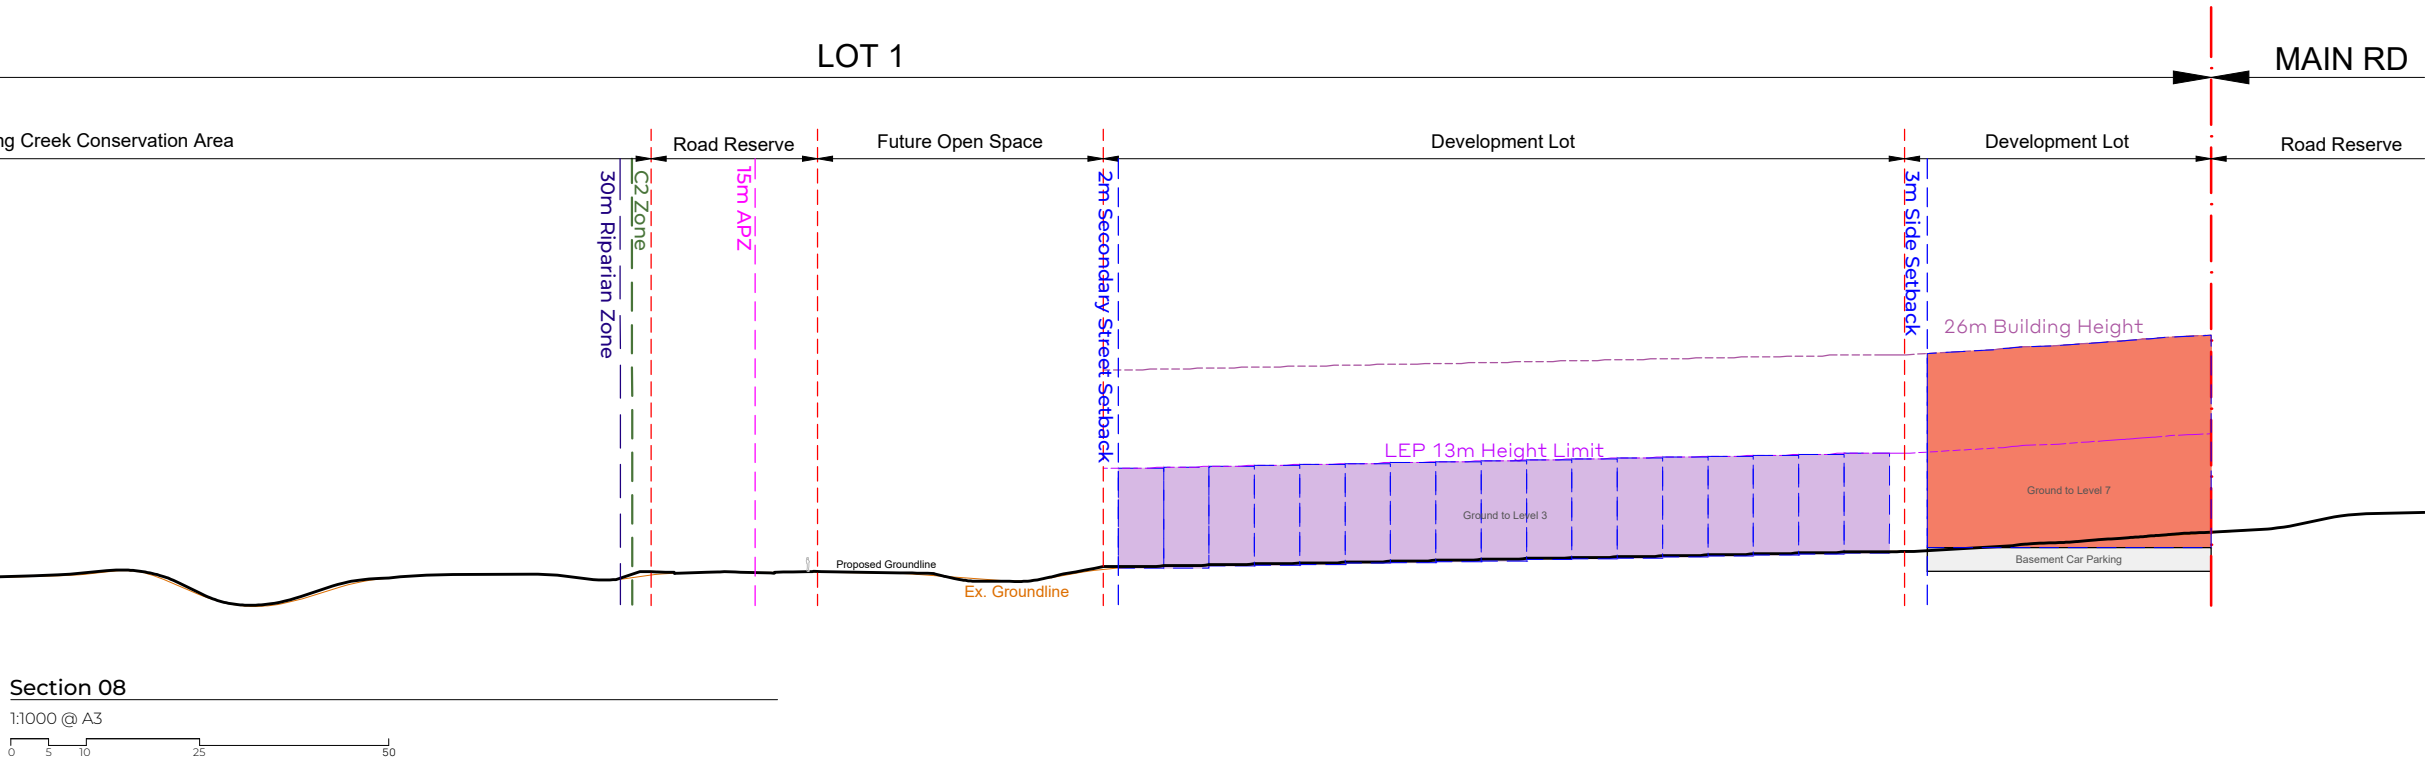 LOT 1
MAIN RD
ng Creek Conservation Area
Road Reserve
Future Open Space
Development Lot
Development Lot
Road Reserve
30m Riparian Zone
C2 Zone
15m APZ
2m Secondary Street Setback
3m Side Setback
26m Building Height
LEP 13m Height Limit
Ground to Level 7
Ground to Level 3
Proposed Groundline
Basement Car Parking
Ex. Groundline
Section 08
1:1000 @ A3
0 5 10 25 50